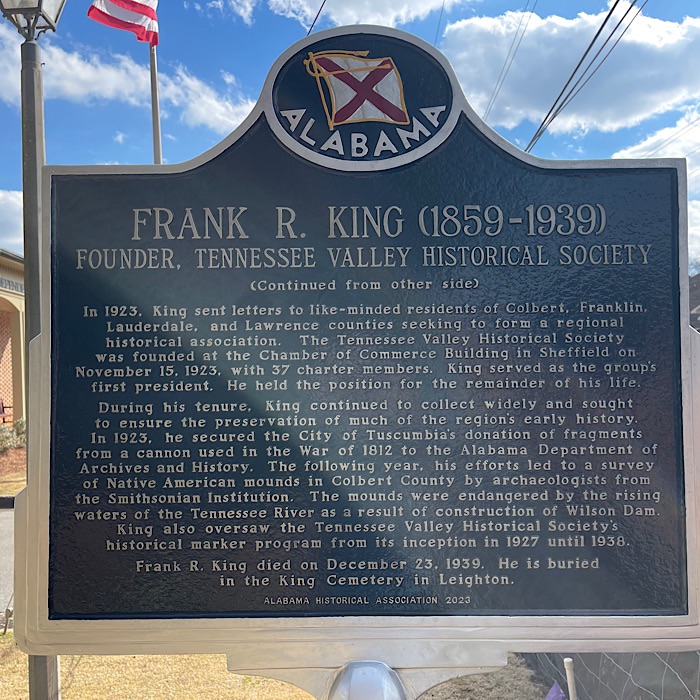 ALABAMA
FRANK R. KING (1859-1939)
FOUNDER, TENNESSEE VALLEY HISTORICAL SOCIETY
(Continued from other side)
In 1923, King sent letters to like-minded residents of Colbert, Franklin,
Lauderdale, and Lawrence counties seeking to form a regional
historical association. The Tennessee Valley Historical Society
was founded at the Chamber of Commerce Building in Sheffield on
November 15, 1923, with 37 charter members. King served as the group's
first president. He held the position for the remainder of his life.
During his tenure, King continued to collect widely and sought
to ensure the preservation of much of the region's early history.
In 1923, he secured the City of Tuscumbia's donation of fragments
from a cannon used in the War of 1812 to the Alabama Department of
Archives and History. The following year, his efforts led to a survey
of Native American mounds in Colbert County by archaeologists from
the Smithsonian Institution. The mounds were endangered by the rising
waters of the Tennessee River as a result of construction of Wilson Dam.
King also oversaw the Tennessee Valley Historical Society's
historical marker program from its inception in 1927 until 1938.
Frank R. King died on December 23, 1939. He is buried
in the King Cemetery in Leighton.
ALABAMA HISTORICAL ASSOCIATION 2023